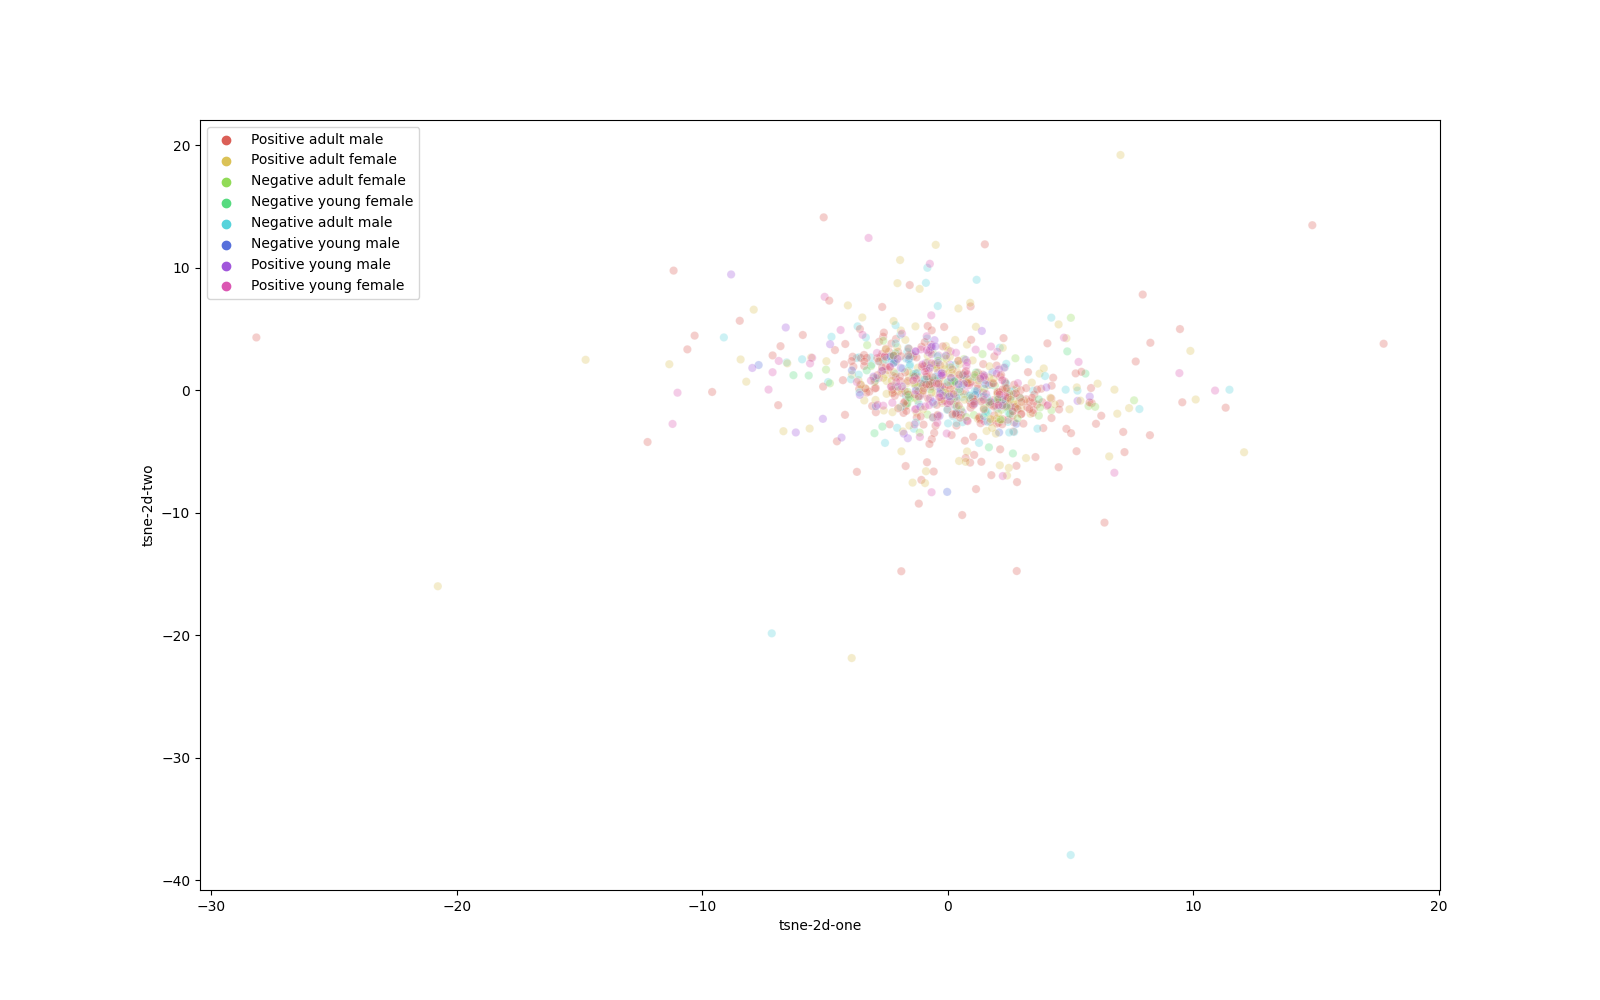 Positive adult male
Positive adult female
Negative adult female
Negative young female
Negative adult male
Negative young male
Positive young male
Positive young female
20
10
0
−10
−20
−30
−40
tsne-2d-two
−30 −20 −10 0 10 20
tsne-2d-one